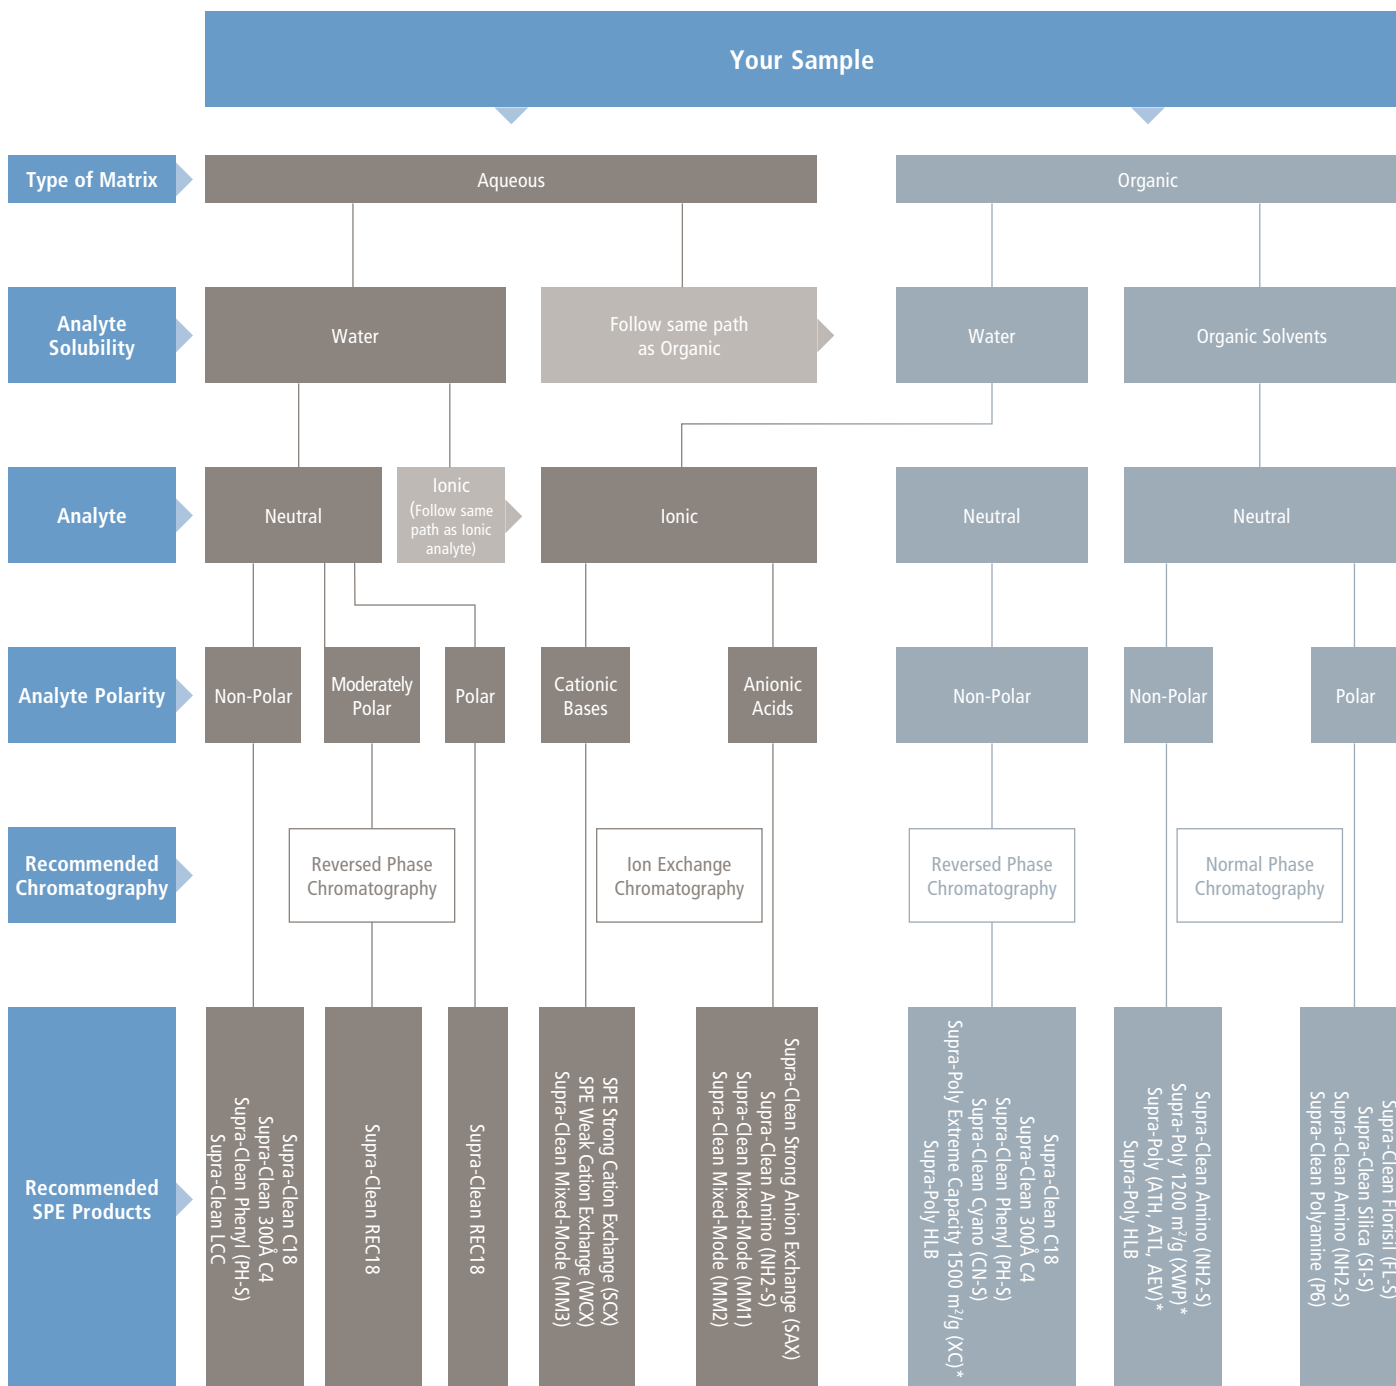 Your Sample
Type of Matrix
Aqueous
Organic
Analyte
Solubility
Water
Follow same path
as Organic
Water
Organic Solvents
Analyte
Neutral
Ionic
(Follow same
path as Ionic
analyte)
Ionic
Neutral
Neutral
Analyte Polarity
Non-Polar
Moderately
Polar
Polar
Cationic
Bases
Anionic
Acids
Non-Polar
Non-Polar
Polar
Recommended
Chromatography
Reversed Phase
Chromatography
Ion Exchange
Chromatography
Reversed Phase
Chromatography
Normal Phase
Chromatography
Recommended
SPE Products
Supra-Clean C18
Supra-Clean 300Å C4
Supra-Clean Phenyl (PH-S)
Supra-Clean LCC
Supra-Clean REC18
Supra-Clean REC18
SPE Strong Cation Exchange (SCX)
SPE Weak Cation Exchange (WCX)
Supra-Clean Mixed-Mode (MM3)
Supra-Clean Strong Anion Exchange (SAX)
Supra-Clean Amino (NH2-S)
Supra-Clean Mixed-Mode (MM1)
Supra-Clean Mixed-Mode (MM2)
Supra-Clean C18
Supra-Clean 300Å C4
Supra-Clean Phenyl (PH-S)
Supra-Clean Cyano (CN-S)
Supra-Poly Extreme Capacity 1500 m²/g (XC)*
Supra-Poly HLB
Supra-Clean Amino (NH2-S)
Supra-Poly 1200 m²/g (XWP)*
Supra-Poly (ATH, ATL, AEV)*
Supra-Poly HLB
Supra-Clean Florisil (FL-S)
Supra-Clean Silica (SI-S)
Supra-Clean Amino (NH2-S)
Supra-Clean Polyamine (P6)